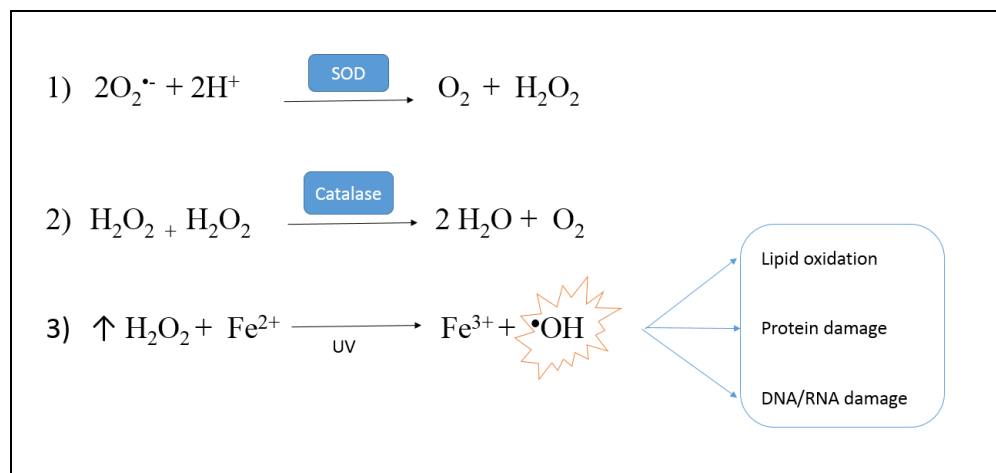 SOD
1) 2O₂•⁻ + 2H⁺ → O₂ + H₂O₂
Catalase
2) H₂O₂ + H₂O₂ → 2 H₂O + O₂
3) ↑ H₂O₂ + Fe²⁺ → Fe³⁺ + •OH
UV
Lipid oxidation
Protein damage
DNA/RNA damage